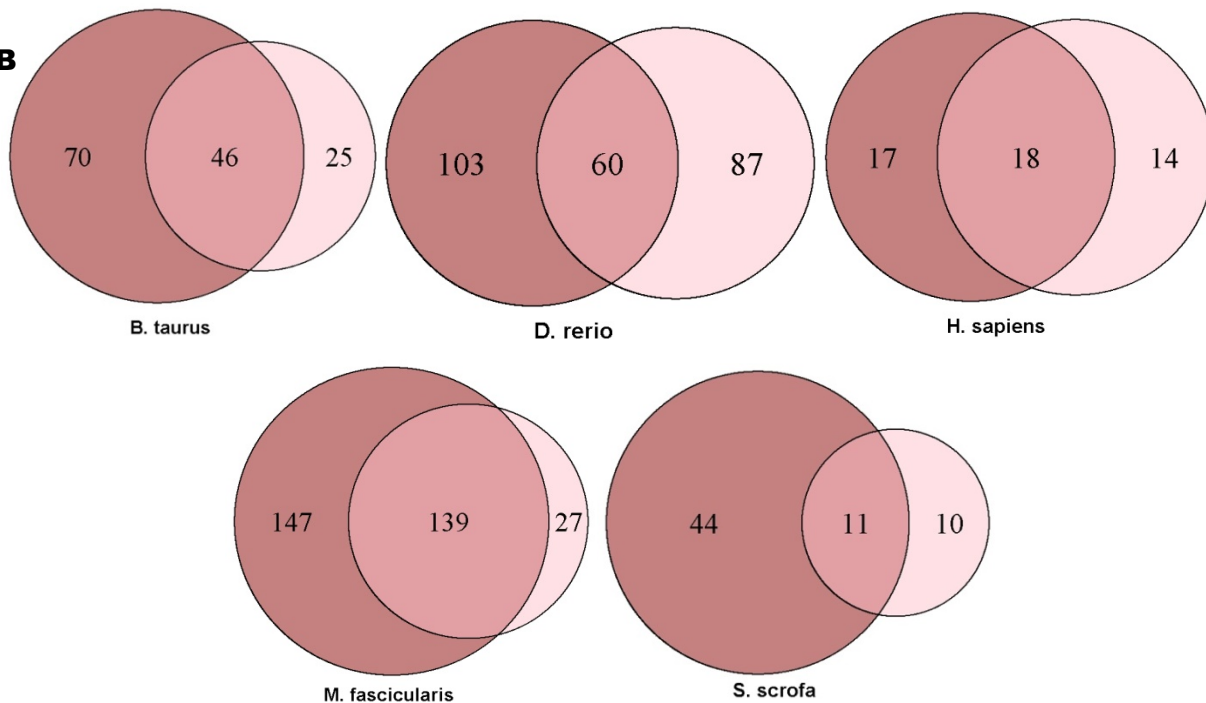 B
70 46 25
103 60 87
17 18 14
B. taurus
D. rerio
H. sapiens
147 139 27
44 11 10
M. fascicularis
S. scrofa